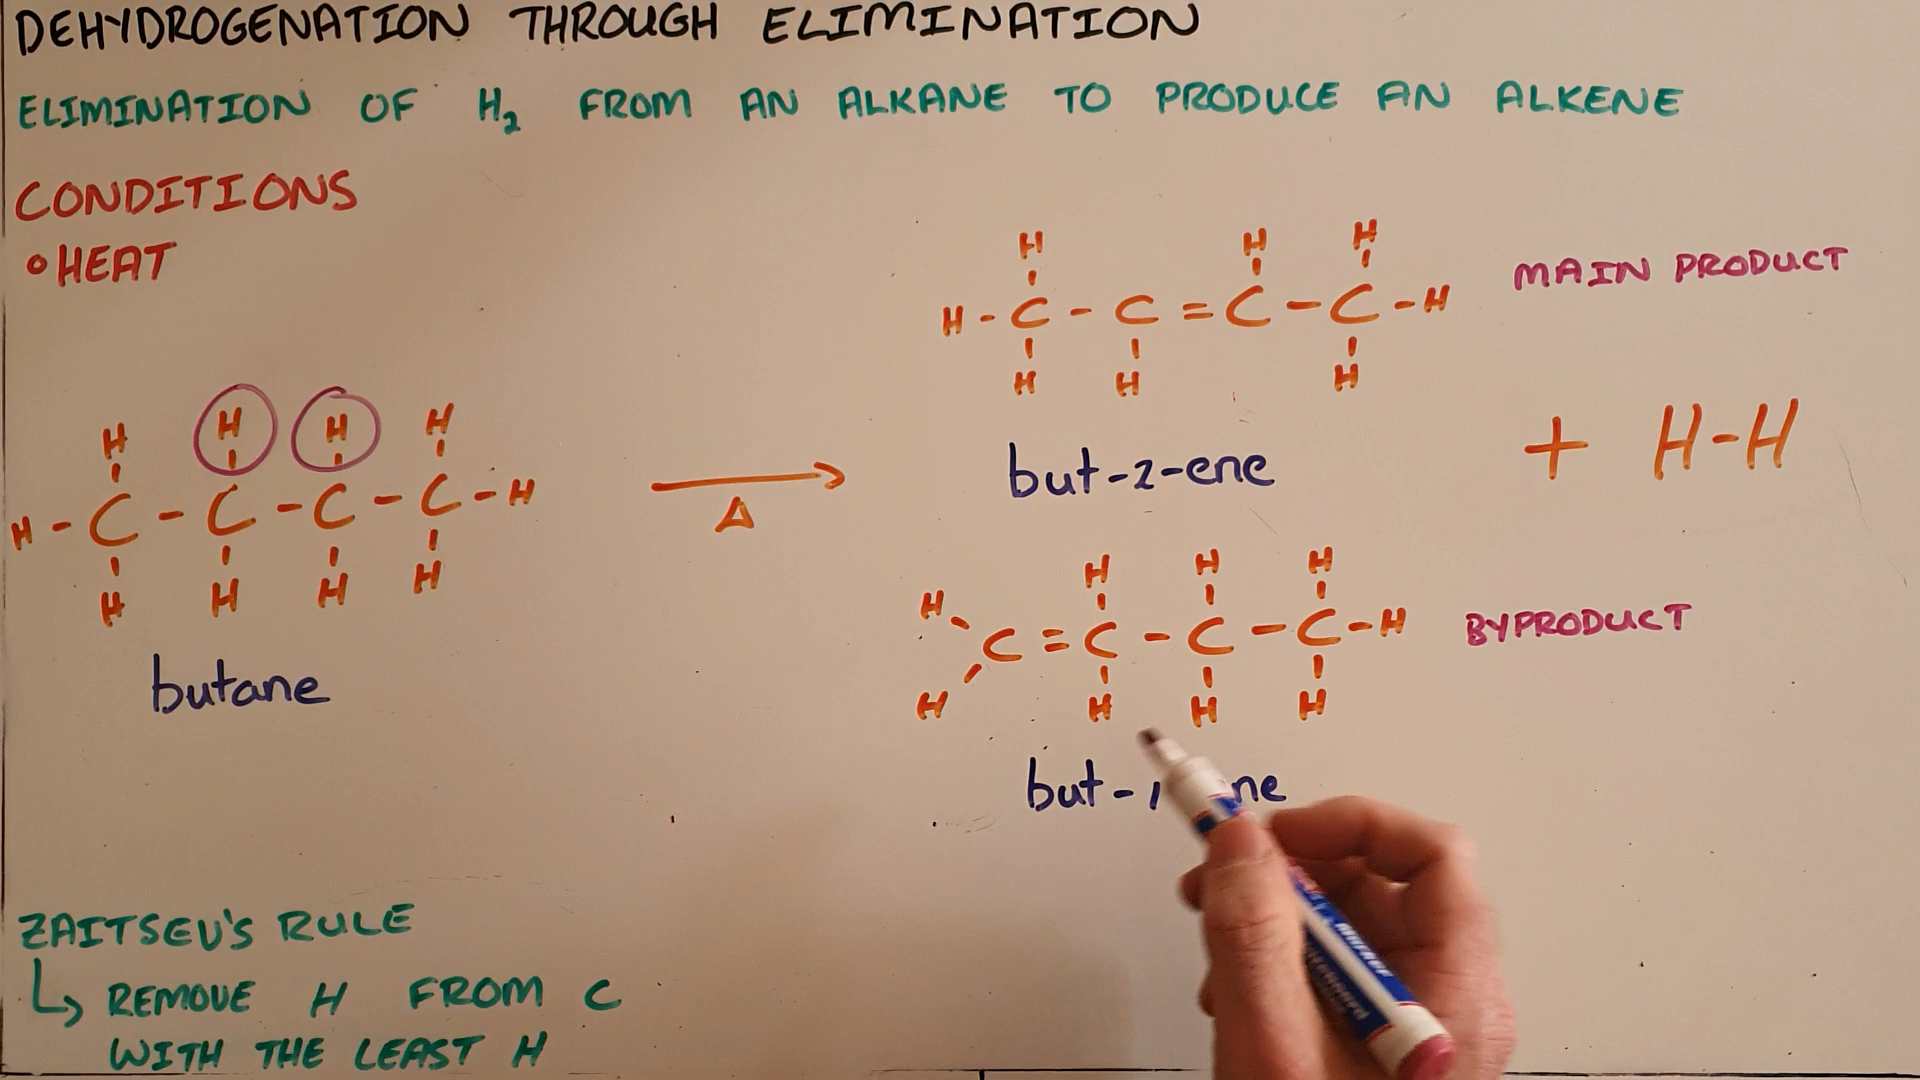 DEHYDROGENATION THROUGH ELIMINATION
ELIMINATION OF H2 FROM AN ALKANE TO PRODUCE AN ALKENE
CONDITIONS
• HEAT
H H H
H - C - C = C - C - H
H H H
MAIN PRODUCT
but-2-ene
+ H-H
H H H H
H - C - C - C - C - H
H H H H
butane
Δ
H H H H
C = C - C - C - H
H H H H
BYPRODUCT
but-1 ne
ZAITSEV'S RULE
↳ REMOVE H FROM C
WITH THE LEAST H